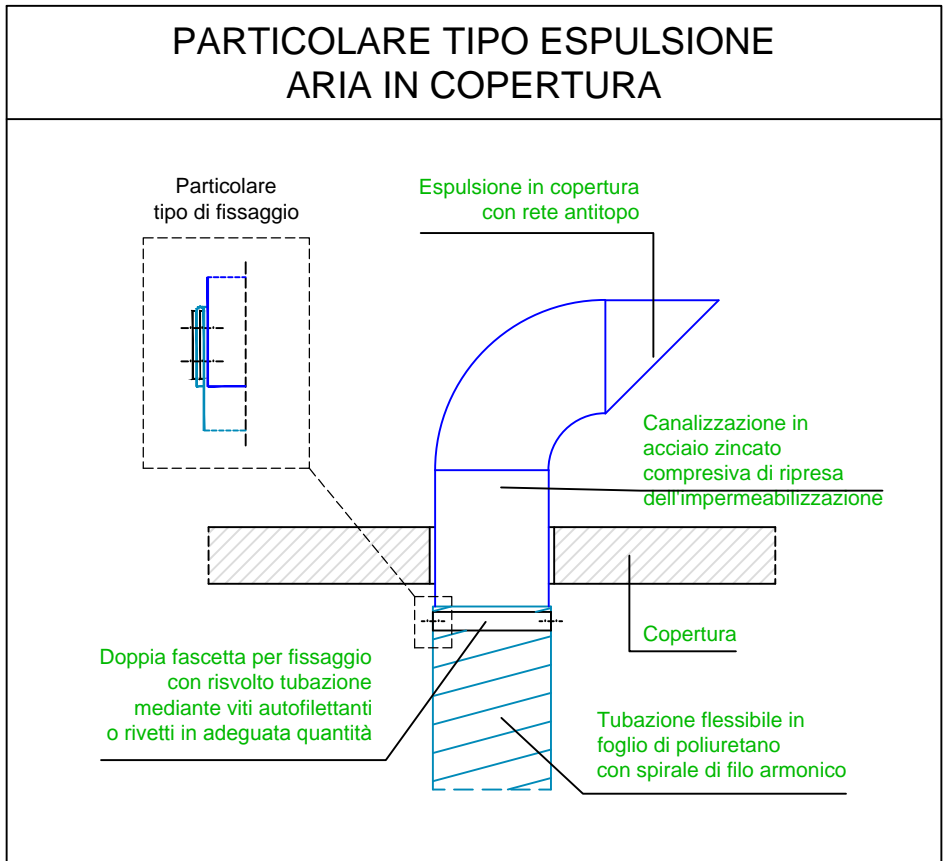 PARTICOLARE TIPO ESPULSIONE
ARIA IN COPERTURA
Particolare
tipo di fissaggio
Espulsione in copertura
con rete antitopo
Canalizzazione in
acciaio zincato
compresiva di ripresa
dell'impermeabilizzazione
Copertura
Doppia fascetta per fissaggio
con risvolto tubazione
mediante viti autofilettanti
o rivetti in adeguata quantità
Tubazione flessibile in
foglio di poliuretano
con spirale di filo armonico